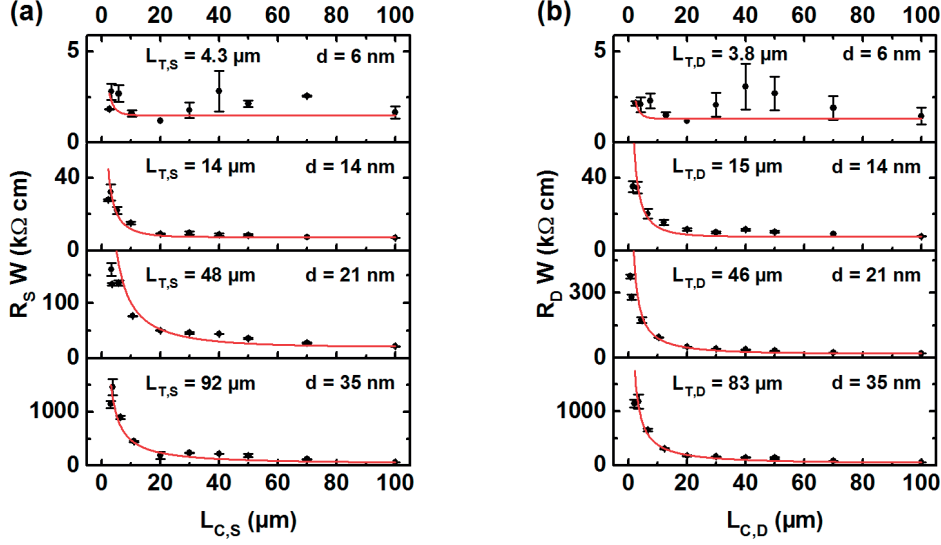 (a)
(b)
0 20 40 60 80 100
0 20 40 60 80 100
L_T,S = 4.3 µm d = 6 nm
5
0
L_T,S = 14 µm d = 14 nm
40
0
L_T,S = 48 µm d = 21 nm
100
0
L_T,S = 92 µm d = 35 nm
1000
0
R_S W (kΩ cm)
0 20 40 60 80 100
L_C,S (µm)
L_T,D = 3.8 µm d = 6 nm
5
0
L_T,D = 15 µm d = 14 nm
40
0
L_T,D = 46 µm d = 21 nm
300
0
L_T,D = 83 µm d = 35 nm
1000
0
R_D W (kΩ cm)
0 20 40 60 80 100
L_C,D (µm)